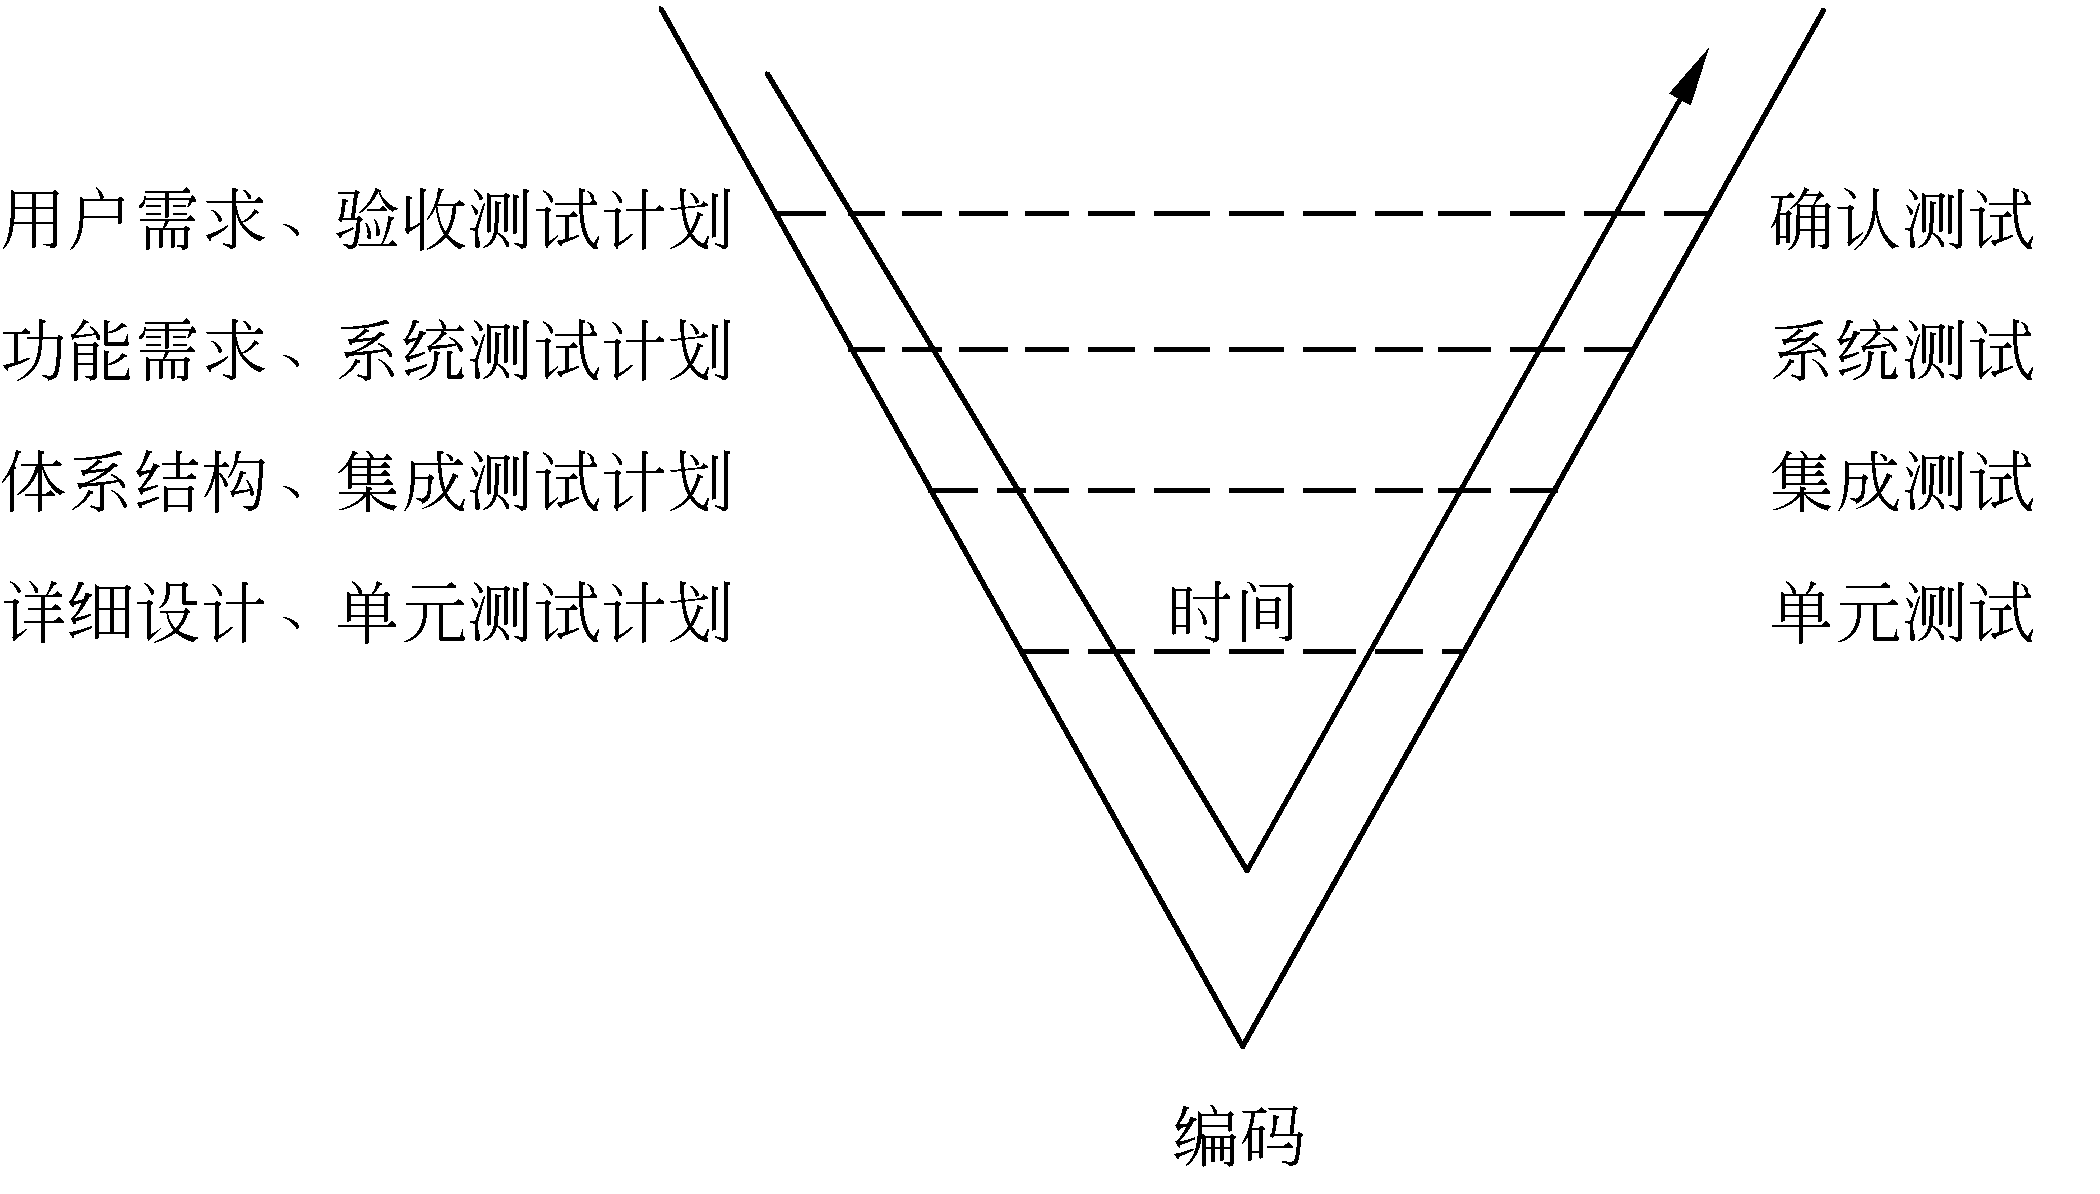 用户需求、验收测试计划
确认测试
功能需求、系统测试计划
系统测试
体系结构、集成测试计划
集成测试
详细设计、单元测试计划
时间
单元测试
编码